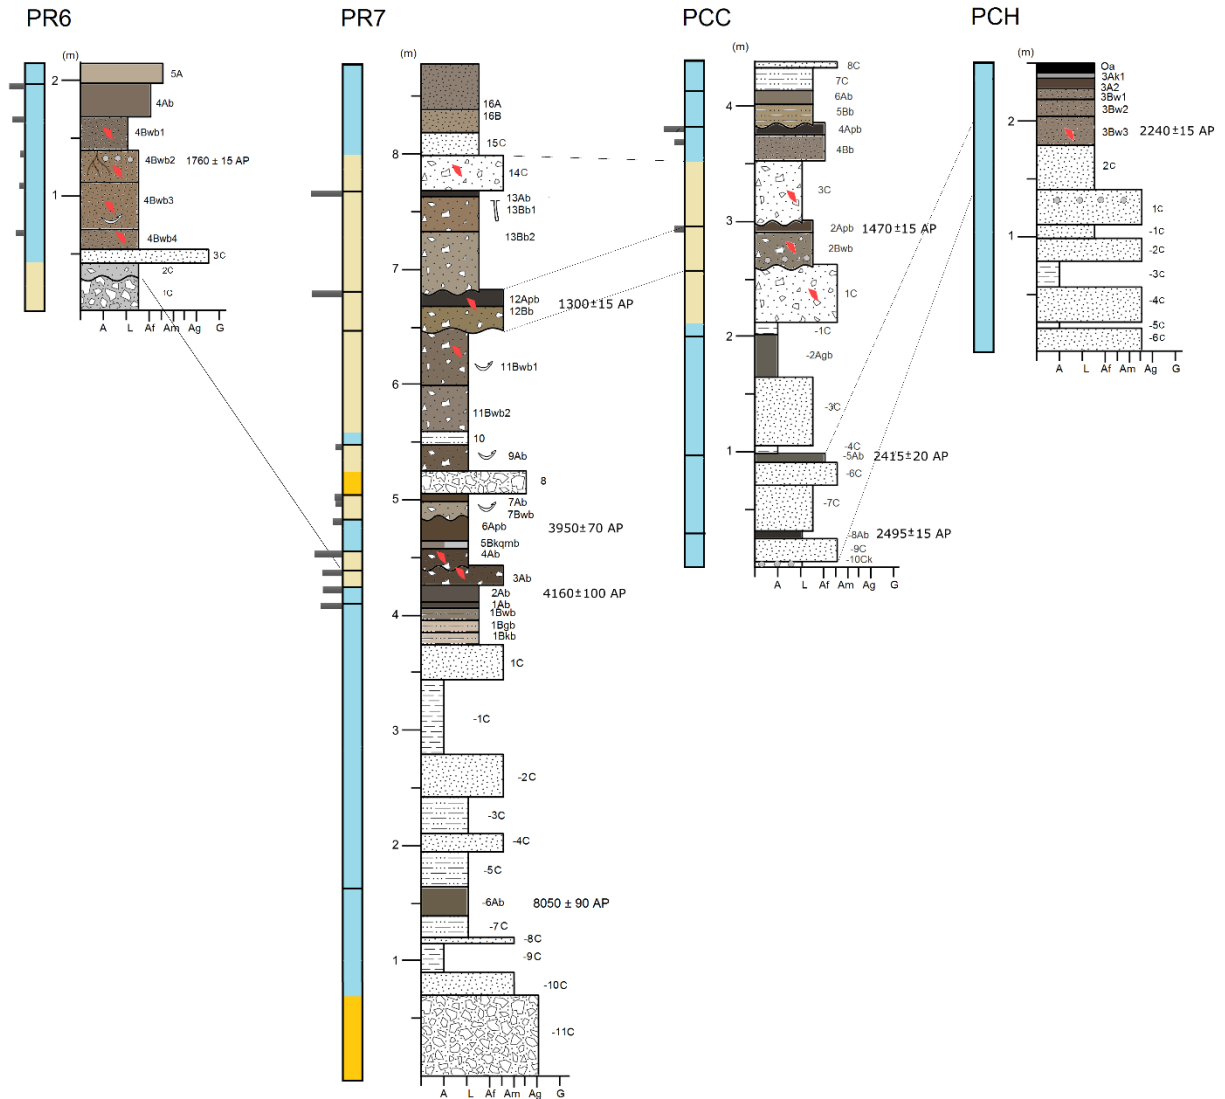 PR6
(m)
2
1
5A
4Ab
4Bwb1
4Bwb2
1760 ± 15 AP
4Bwb3
4Bwb4
3C
2C
1C
A L Af Am Ag G
PR7
(m)
8
7
6
5
4
3
2
1
16A
16B
15C
14C
13Ab
13Bb1
13Bb2
12Apb
12Bb
1300±15 AP
11Bwb1
11Bwb2
10
9Ab
8
7Ab
7Bwb
6Apb
3950±70 AP
5Bkqmb
4Ab
3Ab
2Ab
4160±100 AP
1Ab
1Bwb
1Bgb
1Bkb
1C
-1C
-2C
-3C
-4C
-5C
-6Ab
8050 ± 90 AP
-7C
-8C
-9C
-10C
-11C
A L Af Am Ag G
PCC
(m)
4
3
2
1
8C
7C
6Ab
5Bb
4Apb
4Bb
3C
2Apb
1470±15 AP
2Bwb
1C
-1C
-2Agb
-3C
-4C
-5Ab
2415±20 AP
-6C
-7C
-8Ab
2495±15 AP
-9C
-10Ck
A L Af Am Ag G
PCH
(m)
2
1
Oa
3Ak1
3A2
3Bw1
3Bw2
3Bw3
2240±15 AP
2C
1C
-1C
-2C
-3C
-4C
-5C
-6C
A L Af Am Ag G